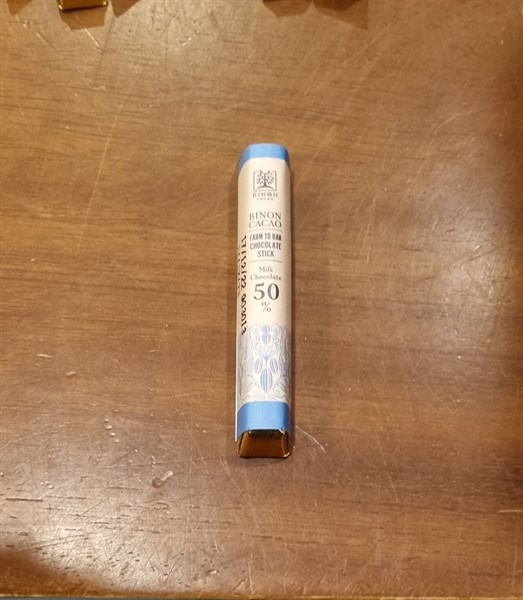 BINON
CACAO
BINON
CACAO
FARM TO BAR
CHOCOLATE
STICK
Milk
Chocolate
50
%